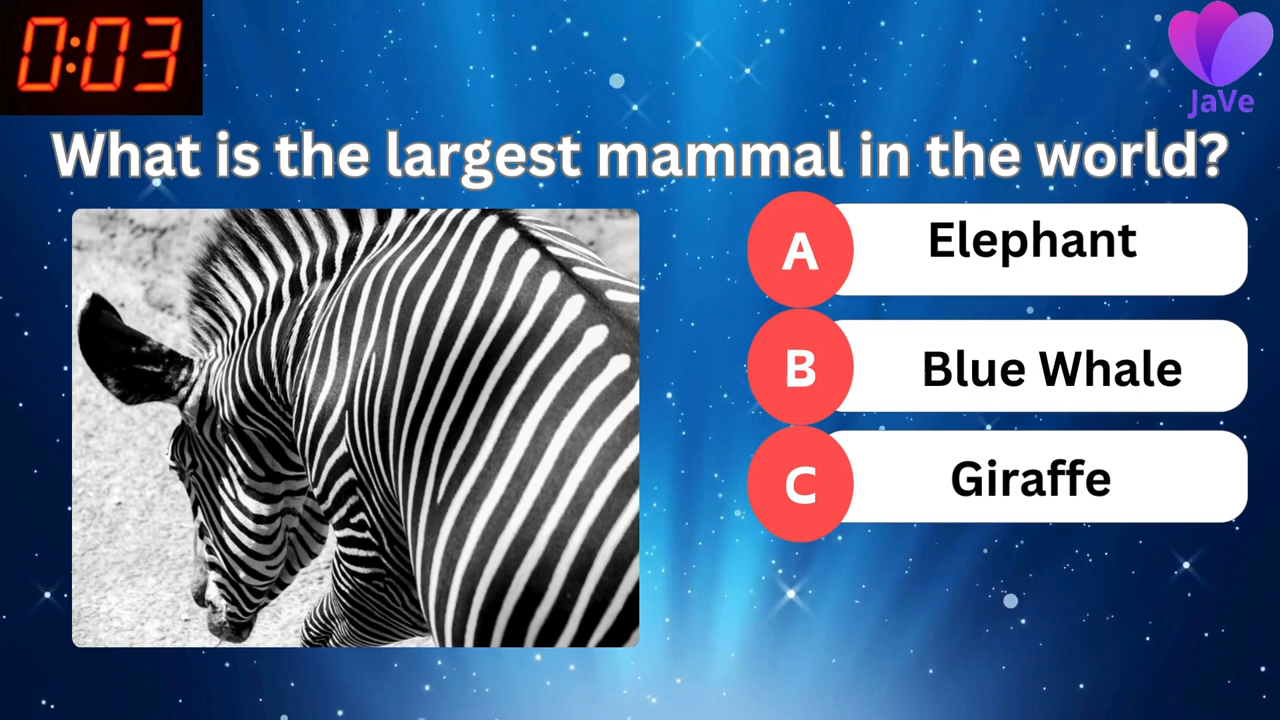 0:03
JaVe
What is the largest mammal in the world?
A Elephant
B Blue Whale
C Giraffe